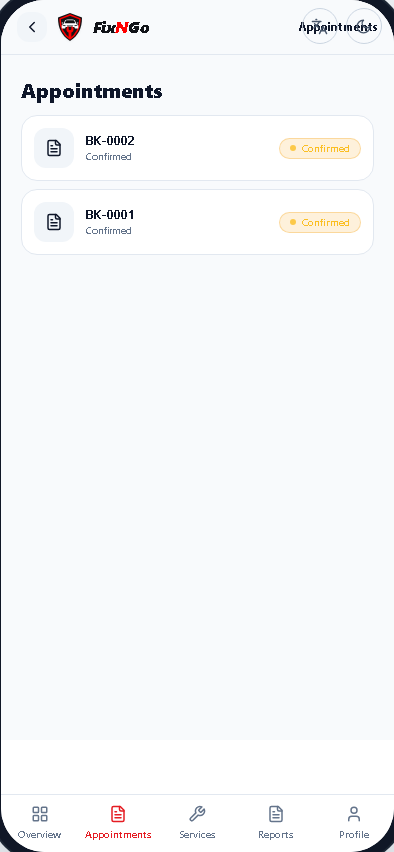 FixNGo
Appointments
Appointments
BK-0002
Confirmed
Confirmed
BK-0001
Confirmed
Confirmed
Overview
Appointments
Services
Reports
Profile